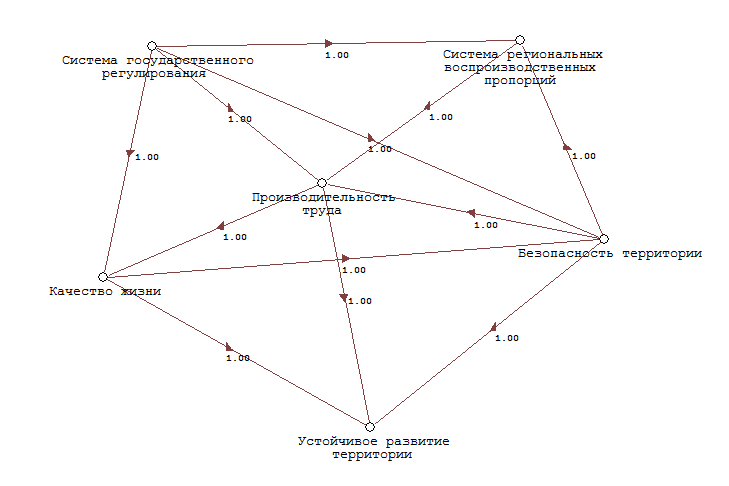 Система государственного
регулирования
1.00
Система региональных
воспроизводственных
пропорций
1.00
1.00
1.00
1.00
1.00
Производительность
труда
1.00
1.00
Безопасность территории
1.00
Качество жизни
1.00
1.00
1.00
Устойчивое развитие
территории